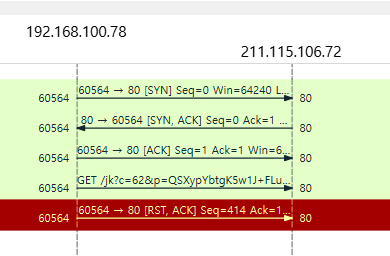 192.168.100.78
211.115.106.72
60564 60564 → 80 [SYN] Seq=0 Win=64240 L... 80
60564 80 → 60564 [SYN, ACK] Seq=0 Ack=1 ... 80
60564 60564 → 80 [ACK] Seq=1 Ack=1 Win=6... 80
60564 GET /jk?c=62&p=QSXypYbtgK5w1J+FLu... 80
60564 60564 → 80 [RST, ACK] Seq=414 Ack=1... 80